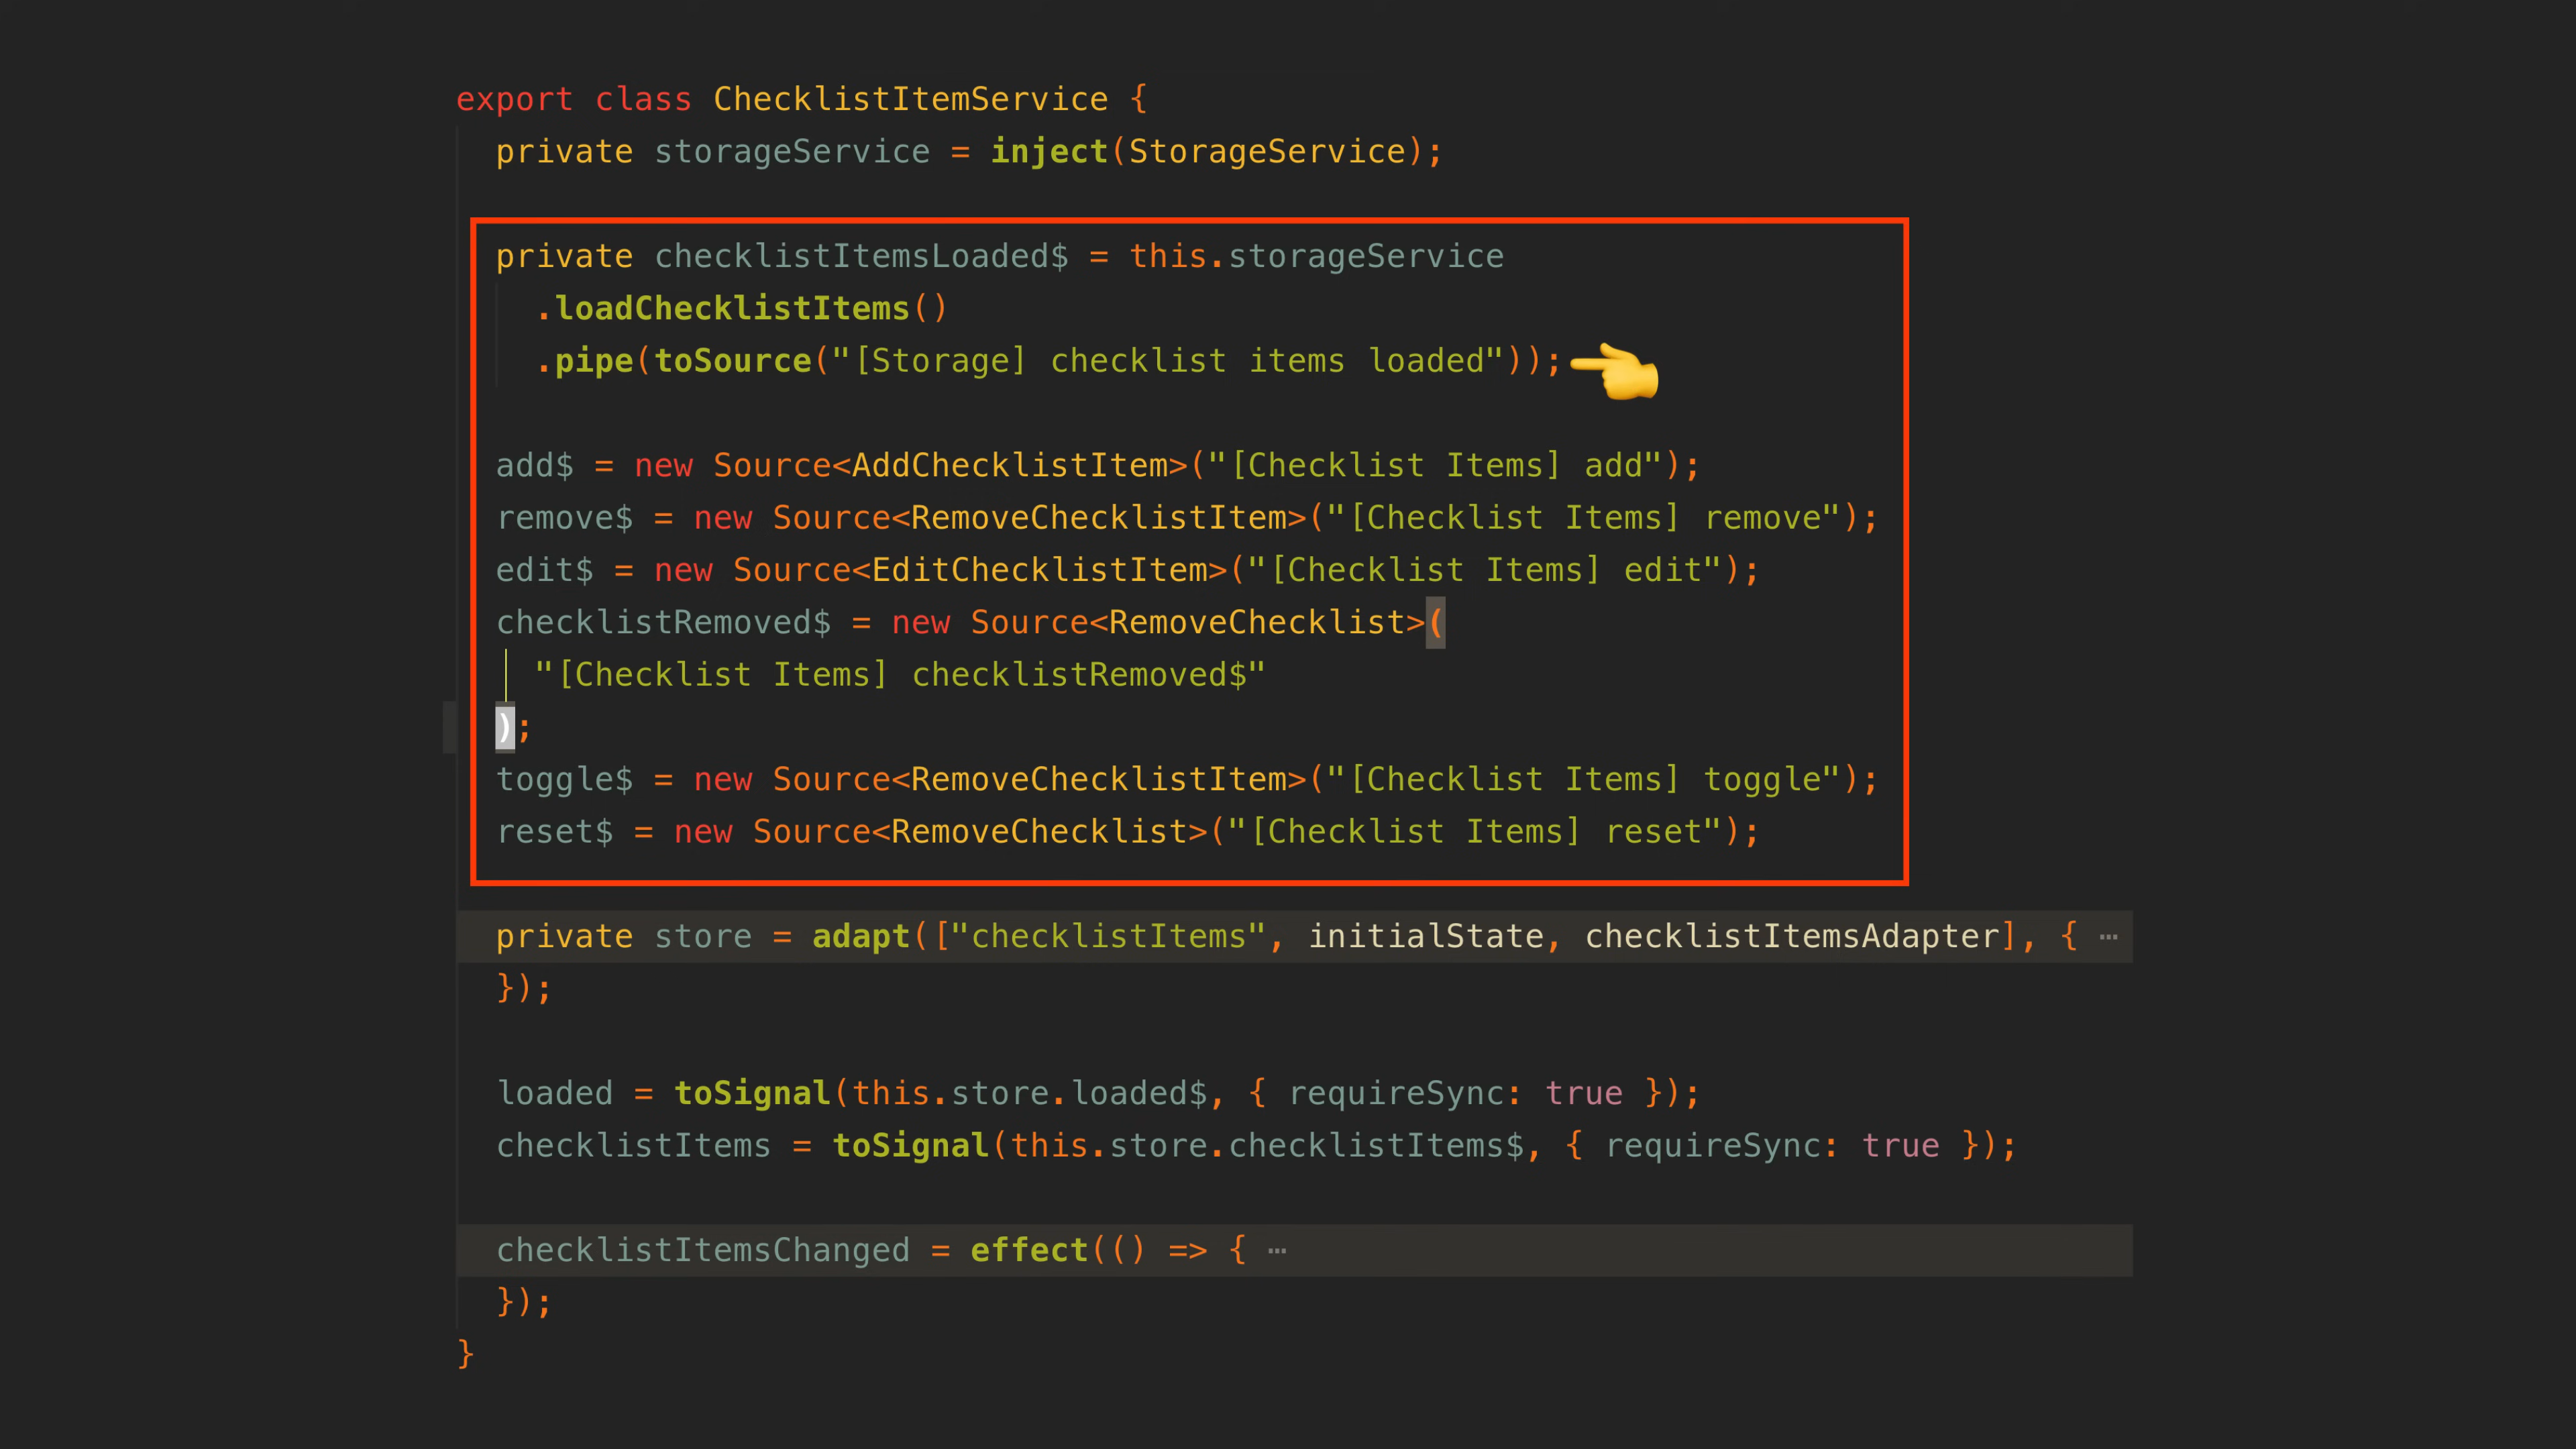 export class ChecklistItemService {
  private storageService = inject(StorageService);
  private checklistItemsLoaded$ = this.storageService
    .loadChecklistItems()
    .pipe(toSource("[Storage] checklist items loaded"));
  add$ = new Source<AddChecklistItem>("[Checklist Items] add");
  remove$ = new Source<RemoveChecklistItem>("[Checklist Items] remove");
  edit$ = new Source<EditChecklistItem>("[Checklist Items] edit");
  checklistRemoved$ = new Source<RemoveChecklist>(
    "[Checklist Items] checklistRemoved$"
  );
  toggle$ = new Source<RemoveChecklistItem>("[Checklist Items] toggle");
  reset$ = new Source<RemoveChecklist>("[Checklist Items] reset");
  private store = adapt(["checklistItems", initialState, checklistItemsAdapter], { ⋯
  });
  loaded = toSignal(this.store.loaded$, { requireSync: true });
  checklistItems = toSignal(this.store.checklistItems$, { requireSync: true });
  checklistItemsChanged = effect(() => { ⋯
  });
}